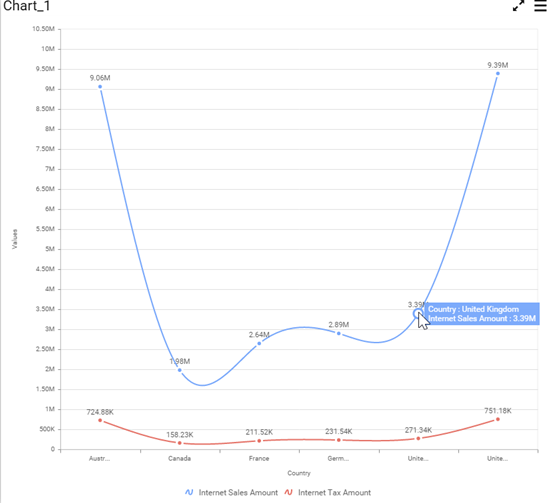 Chart_1
10.50M
10M
9.50M
9M
8.50M
8M
7.50M
7M
6.50M
6M
5.50M
5M
4.50M
4M
3.50M
3M
2.50M
2M
1.50M
1M
500K
0
Values
9.06M
1.98M
2.64M
2.89M
3.39M
9.39M
Country : United Kingdom
Internet Sales Amount : 3.39M
724.88K
158.23K
211.52K
231.54K
271.34K
751.18K
Austr...
Canada
France
Germ...
Unite...
Unite...
Country
Internet Sales Amount
Internet Tax Amount